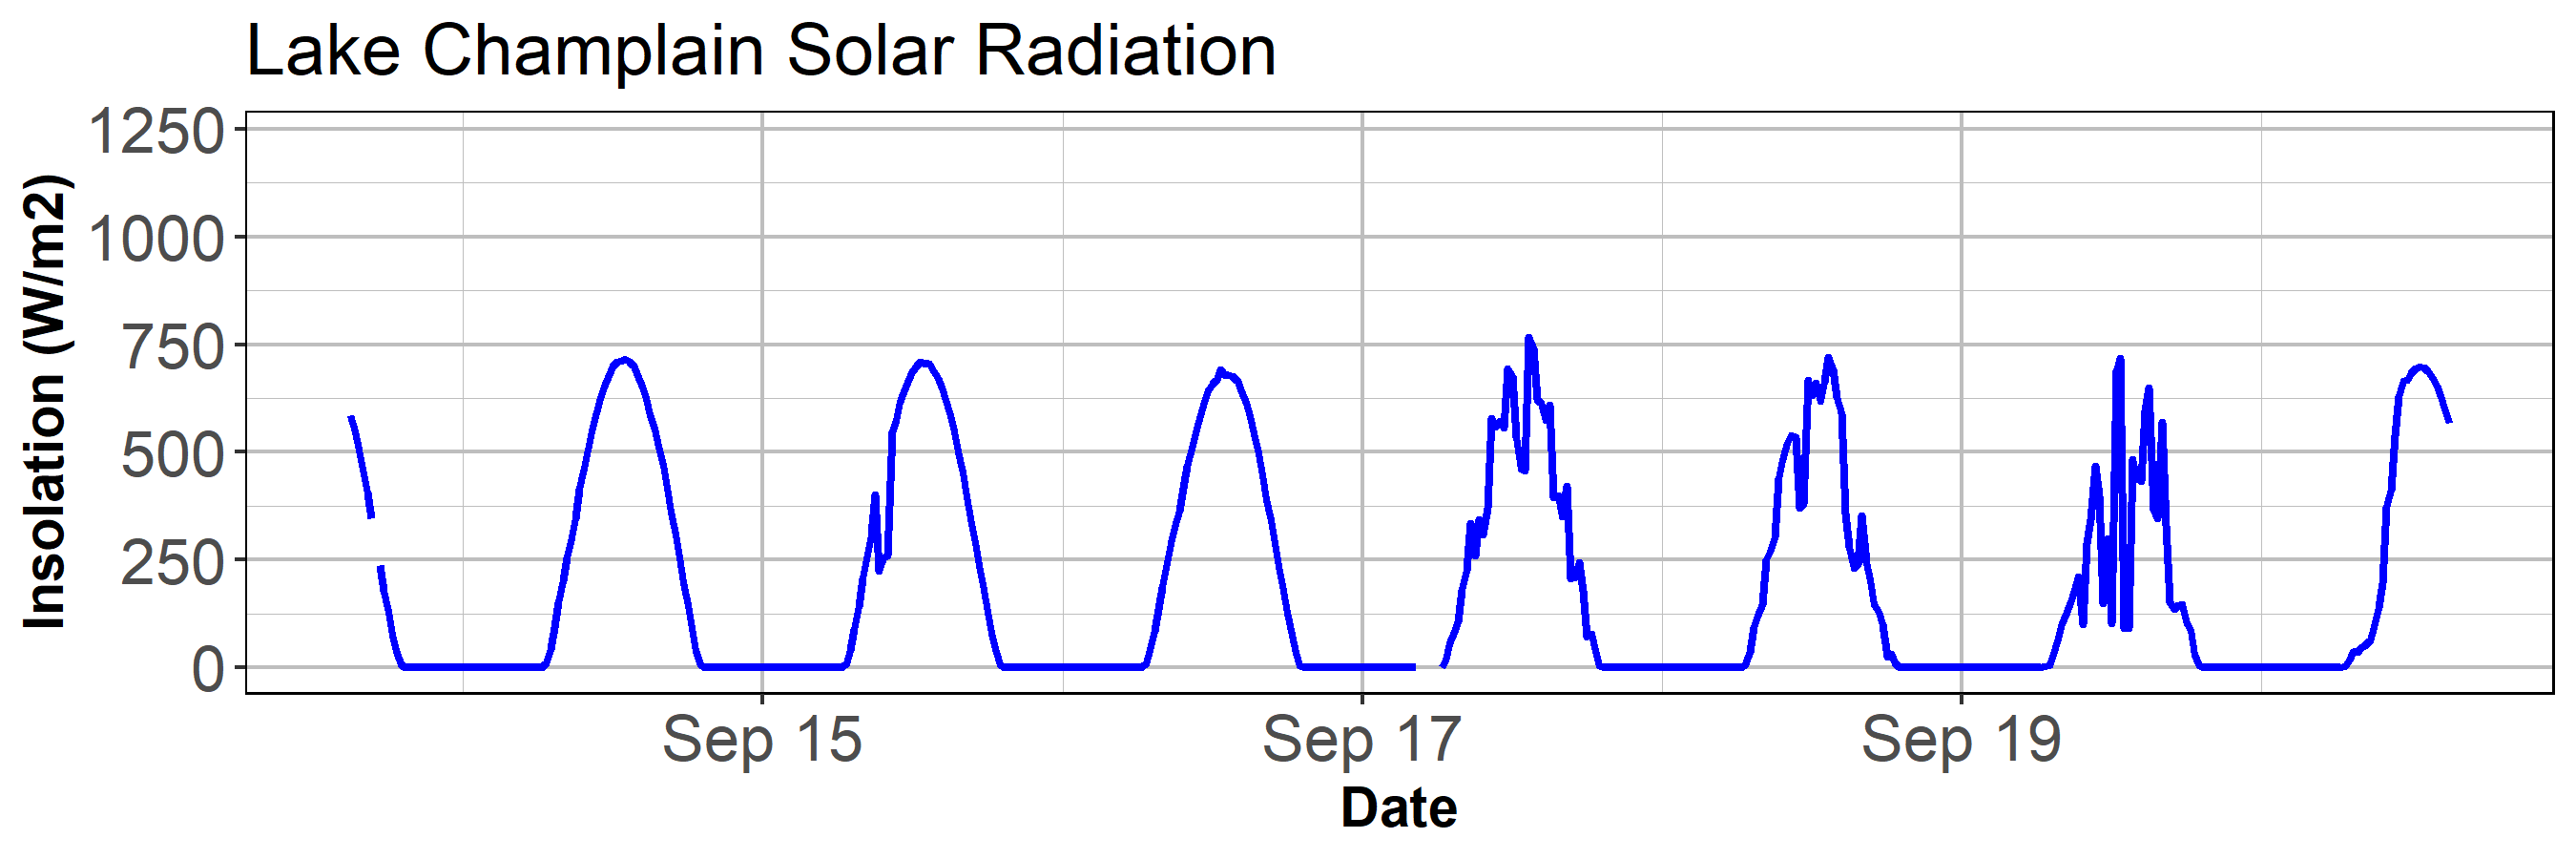 Lake Champlain Solar Radiation
1250
1000
750
500
250
0
Insolation (W/m2)
Sep 15
Sep 17
Sep 19
Date